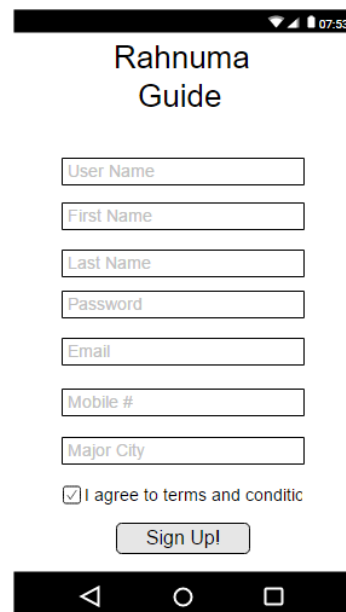 07:53
Rahnuma
Guide
User Name
First Name
Last Name
Password
Email
Mobile #
Major City
I agree to terms and conditic
Sign Up!